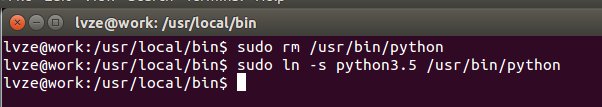 lvze@work: /usr/local/bin
lvze@work:/usr/local/bin$ sudo rm /usr/bin/python
lvze@work:/usr/local/bin$ sudo ln -s python3.5 /usr/bin/python
lvze@work:/usr/local/bin$